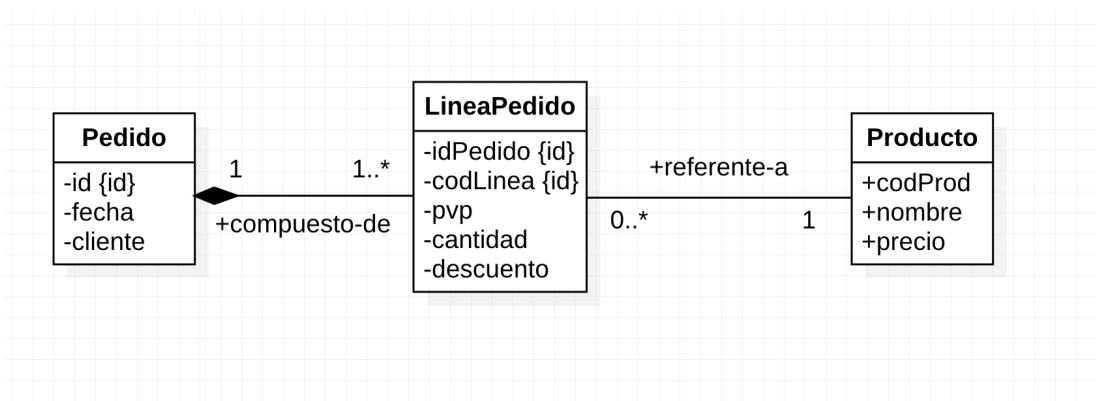 Pedido
-id {id}
-fecha
-cliente
1
1..*
+compuesto-de
LineaPedido
-idPedido {id}
-codLinea {id}
-pvp
-cantidad
-descuento
+referente-a
0..*
1
Producto
+codProd
+nombre
+precio